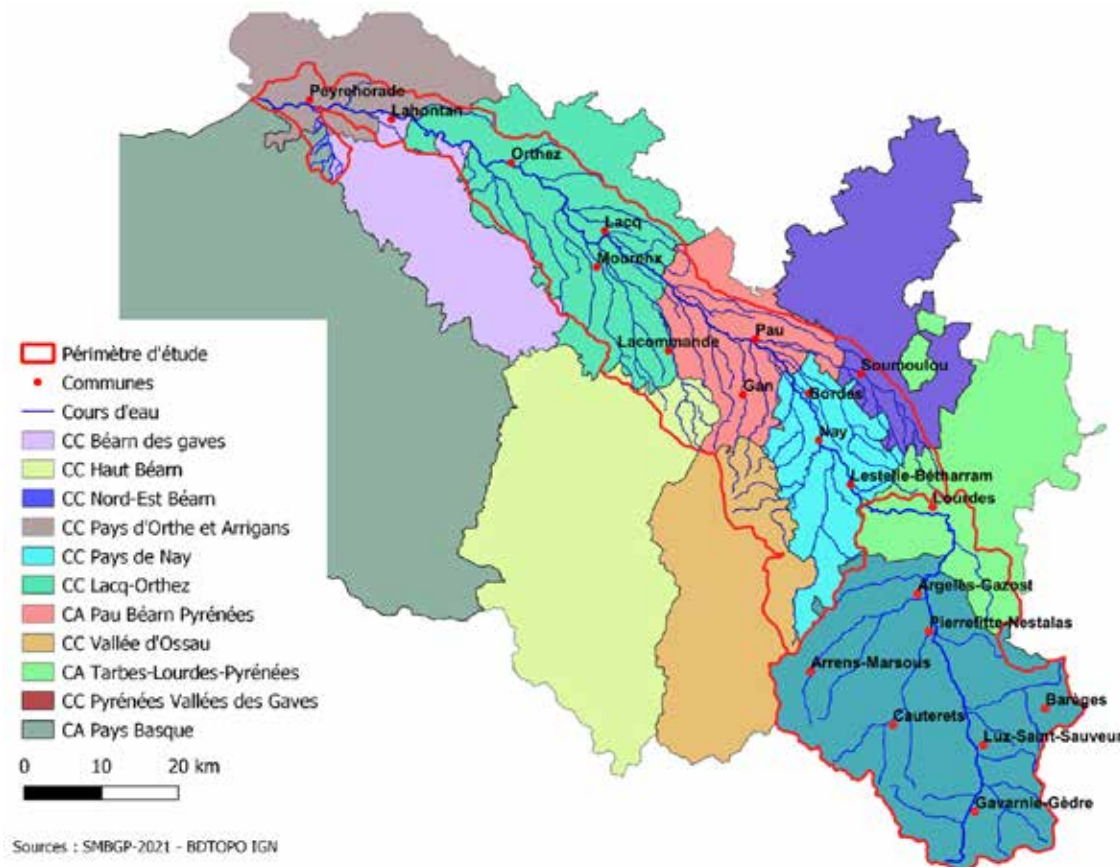 Peyrehorade
Lahontan
Orthez
Lacq
Mourenx
Pau
Lacommande
Soumoulou
Gan
Bordes
Nay
Lestelle-Bétharram
Lourdes
Argelès-Gazost
Pierrefitte-Nestalas
Arrens-Marsous
Barèges
Cauterets
Luz-Saint-Sauveur
Gavarnie-Gèdre
Périmètre d'étude
Communes
Cours d'eau
CC Béarn des gaves
CC Haut Béarn
CC Nord-Est Béarn
CC Pays d'Orthe et Arrigans
CC Pays de Nay
CC Lacq-Orthez
CA Pau Béarn Pyrénées
CC Vallée d'Ossau
CA Tarbes-Lourdes-Pyrénées
CC Pyrénées Vallées des Gaves
CA Pays Basque
0 10 20 km
Sources : SMBGP-2021 - BDTOPO IGN